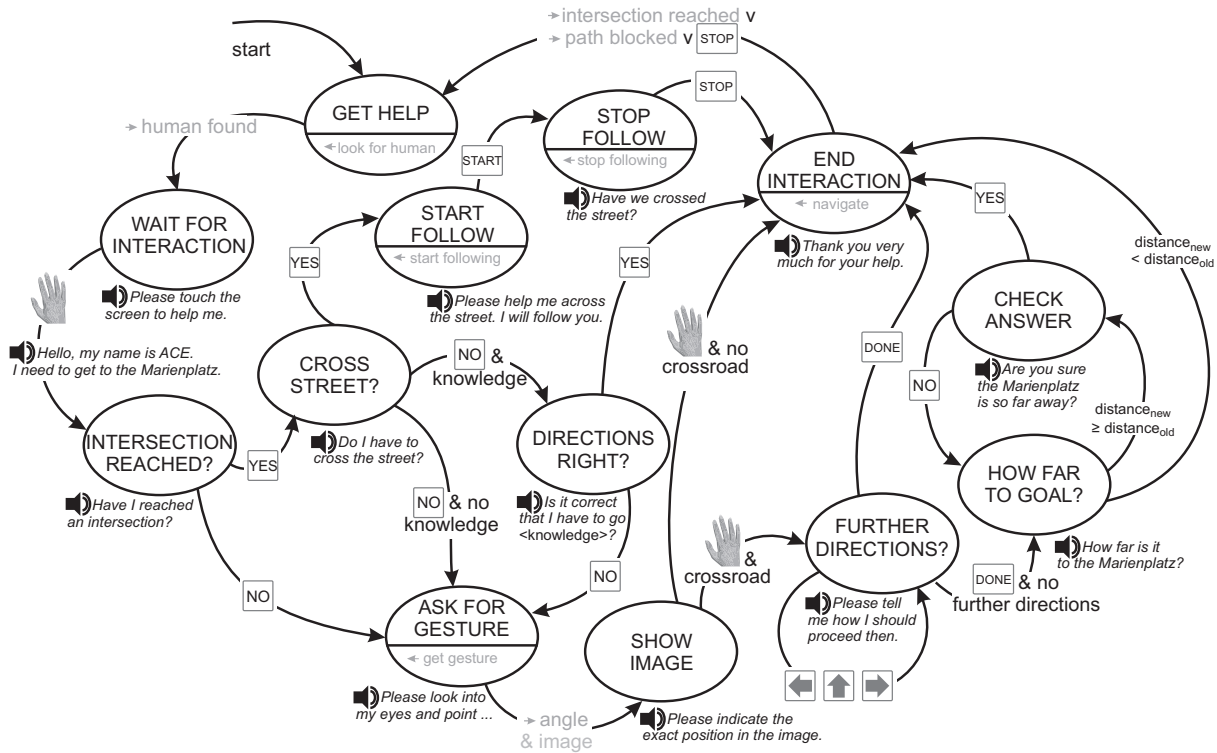 start
→ intersection reached v
→ path blocked v STOP
GET HELP
← look for human
→ human found
WAIT FOR
INTERACTION
Please touch the
screen to help me.
Hello, my name is ACE.
I need to get to the Marienplatz.
INTERSECTION
REACHED?
Have I reached
an intersection?
YES
NO
CROSS
STREET?
Do I have to
cross the street?
YES
START
FOLLOW
← start following
Please help me across
the street. I will follow you.
START
STOP
FOLLOW
← stop following
Have we crossed
the street?
STOP
END
INTERACTION
← navigate
Thank you very
much for your help.
NO &
knowledge
NO & no
knowledge
DIRECTIONS
RIGHT?
Is it correct
that I have to go
<knowledge>?
YES
NO
ASK FOR
GESTURE
← get gesture
Please look into
my eyes and point ...
→ angle
& image
SHOW
IMAGE
Please indicate the
exact position in the image.
& no
crossroad
&
crossroad
FURTHER
DIRECTIONS?
Please tell
me how I should
proceed then.
DONE
DONE & no
further directions
HOW FAR
TO GOAL?
How far is it
to the Marienplatz?
distancenew
≥ distanceold
distancenew
< distanceold
CHECK
ANSWER
Are you sure
the Marienplatz
is so far away?
YES
NO